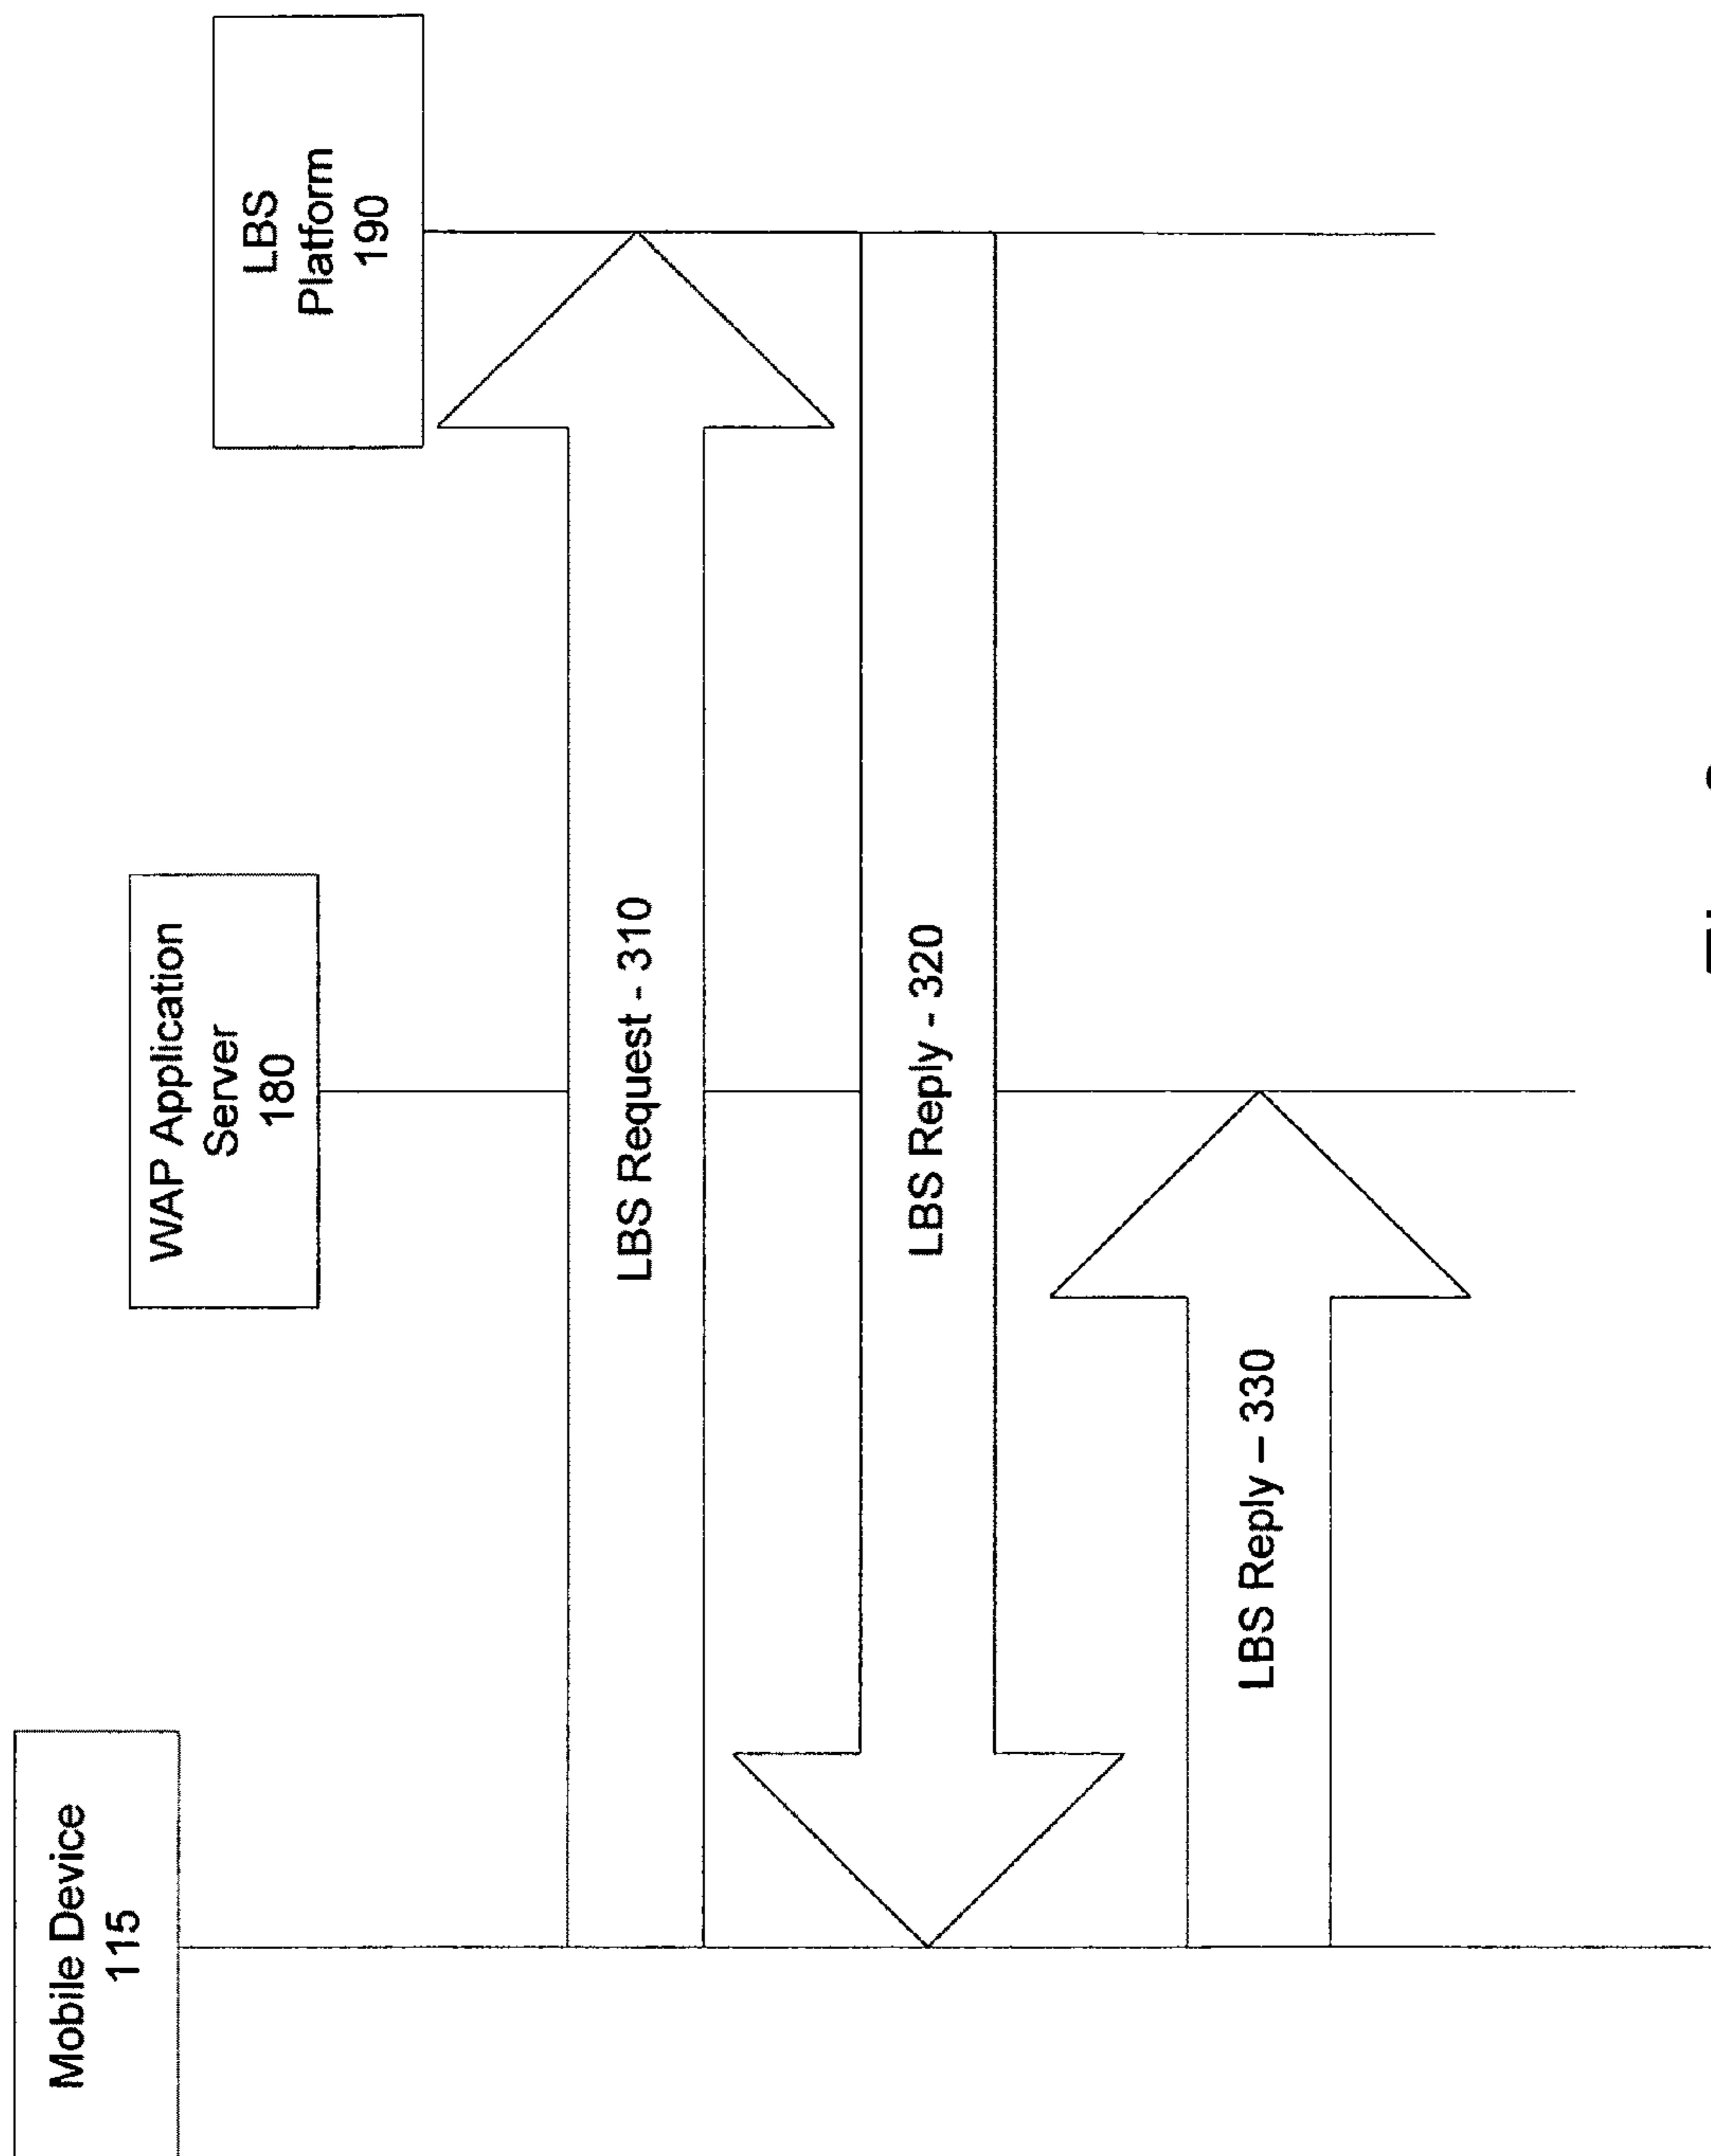 Mobile Device
115
WAP Application
Server
180
LBS
Platform
190
LBS Request - 310
LBS Reply - 320
LBS Reply – 330